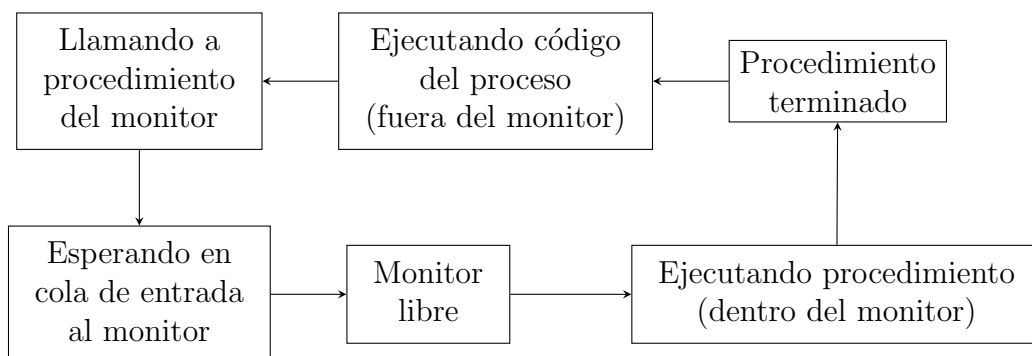 Llamando a
procedimiento
del monitor
Ejecutando código
del proceso
(fuera del monitor)
Procedimiento
terminado
Esperando en
cola de entrada
al monitor
Monitor
libre
Ejecutando procedimiento
(dentro del monitor)